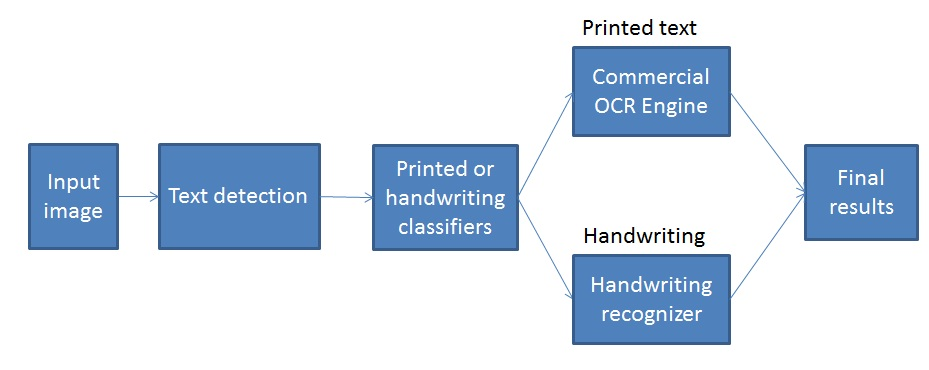 Input
image
Text detection
Printed or
handwriting
classifiers
Printed text
Commercial
OCR Engine
Handwriting
Handwriting
recognizer
Final
results